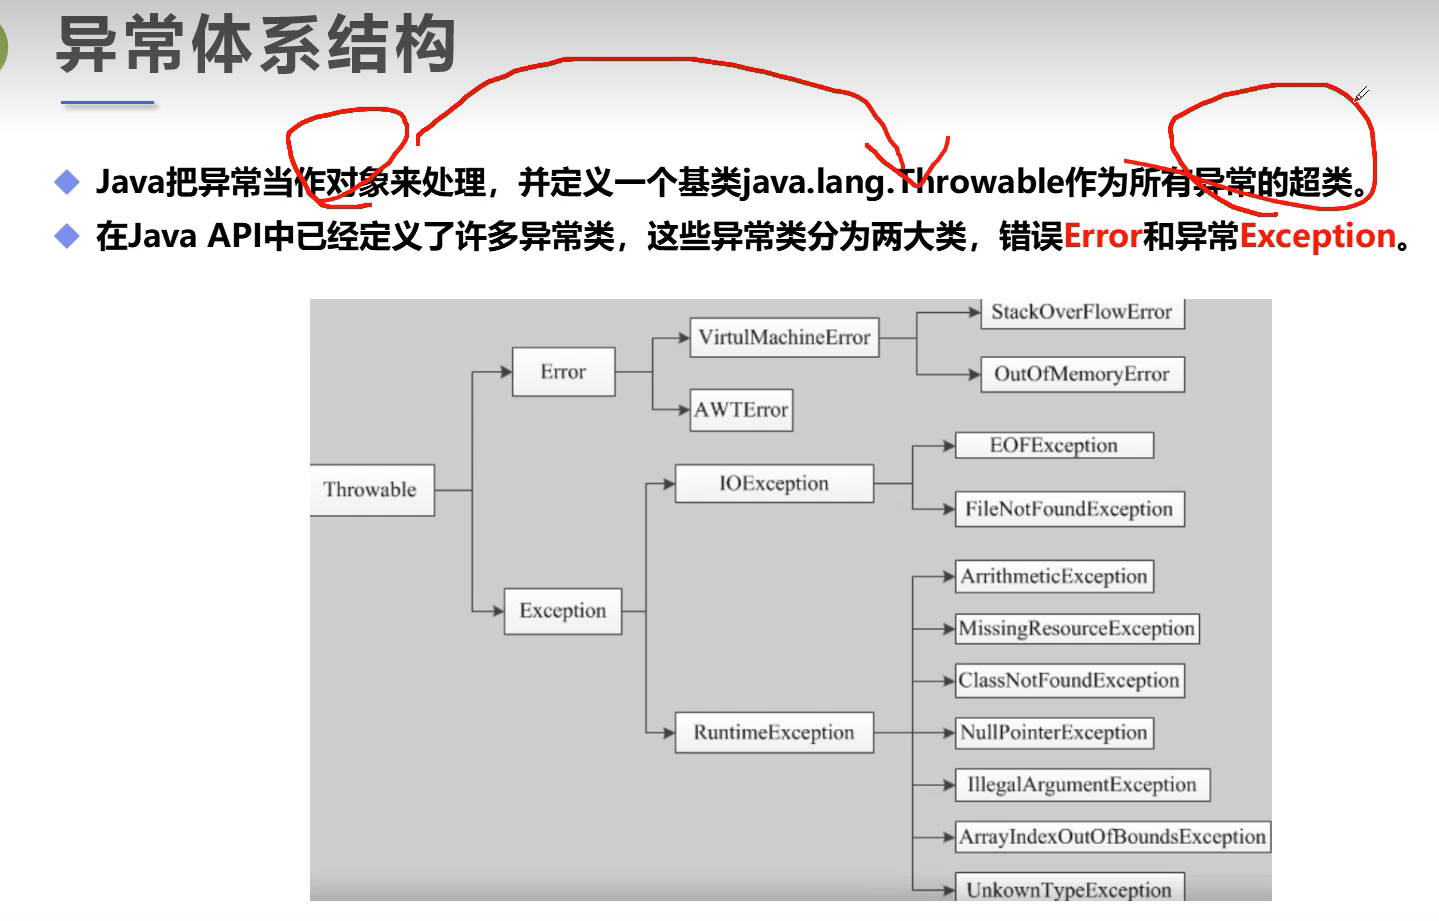 异常体系结构
Java把异常当作对象来处理，并定义一个基类java.lang.Throwable作为所有异常的超类。
在Java API中已经定义了许多异常类，这些异常类分为两大类，错误Error和异常Exception。
StackOverFlowError
VirtulMachineError
Error
OutOfMemoryError
AWTError
EOFException
IOException
Throwable
FileNotFoundException
ArrithmeticException
Exception
MissingResourceException
ClassNotFoundException
RuntimeException
NullPointerException
IllegalArgumentException
ArrayIndexOutOfBoundsException
UnkownTypeException